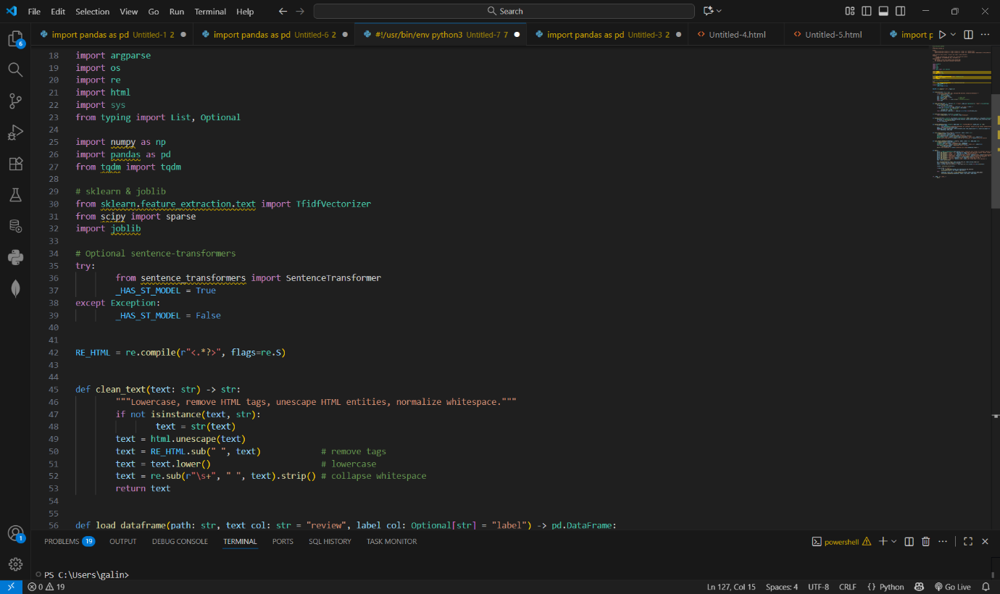 File Edit Selection View Go Run Terminal Help
Search
import pandas as pd Untitled-1 2
import pandas as pd Untitled-6 2
#!/usr/bin/env python3 Untitled-7 7
import pandas as pd Untitled-3 2
Untitled-4.html
Untitled-5.html
import p
6
18 import argparse
19 import os
20 import re
21 import html
22 import sys
23 from typing import List, Optional
24
25 import numpy as np
26 import pandas as pd
27 from tqdm import tqdm
28
29 # sklearn & joblib
30 from sklearn.feature_extraction.text import TfidfVectorizer
31 from scipy import sparse
32 import joblib
33
34 # Optional sentence-transformers
35 try:
36 from sentence_transformers import SentenceTransformer
37 _HAS_ST_MODEL = True
38 except Exception:
39 _HAS_ST_MODEL = False
40
41
42 RE_HTML = re.compile(r"<.*?>", flags=re.S)
43
44
45 def clean_text(text: str) -> str:
46 """Lowercase, remove HTML tags, unescape HTML entities, normalize whitespace."""
47 if not isinstance(text, str):
48 text = str(text)
49 text = html.unescape(text)
50 text = RE_HTML.sub(" ", text) # remove tags
51 text = text.lower() # lowercase
52 text = re.sub(r"\s+", " ", text).strip() # collapse whitespace
53 return text
54
55
56 def load_dataframe(path: str, text_col: str = "review", label_col: Optional[str] = "label") -> pd.DataFrame:
1
PROBLEMS 19 OUTPUT DEBUG CONSOLE TERMINAL PORTS SQL HISTORY TASK MONITOR
powershell
PS C:\Users\galin>
0 19 Ln 127, Col 15 Spaces: 4 UTF-8 CRLF {} Python Go Live